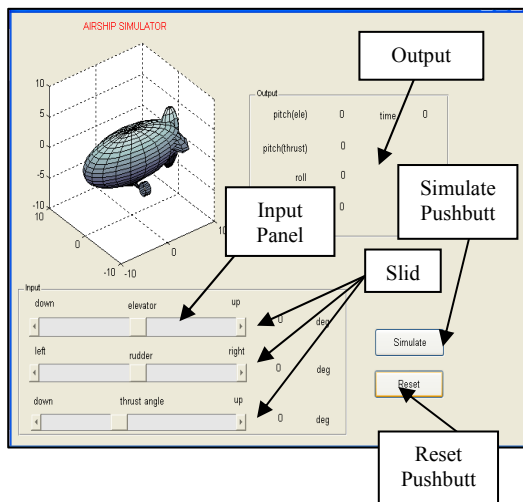 AIRSHIP SIMULATOR
10
5
0
-5
-10
10
0
-10
-10
0
10
Output
Output
pitch(ele) 0 time 0
pitch(thrust) 0
roll 0
0
Simulate
Pushbutt
Input
Panel
Slid
Input
down elevator up
0 deg
left rudder right
0 deg
down thrust angle up
0 deg
Simulate
Reset
Reset
Pushbutt